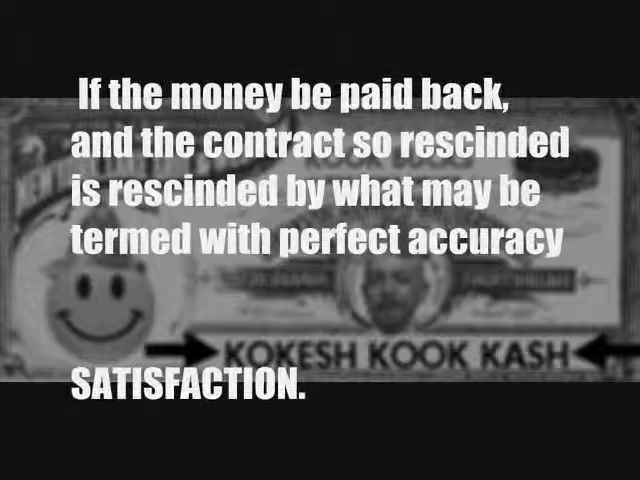 If the money be paid back,
and the contract so rescinded
is rescinded by what may be
termed with perfect accuracy
KOKESH KOOK KASH
SATISFACTION.